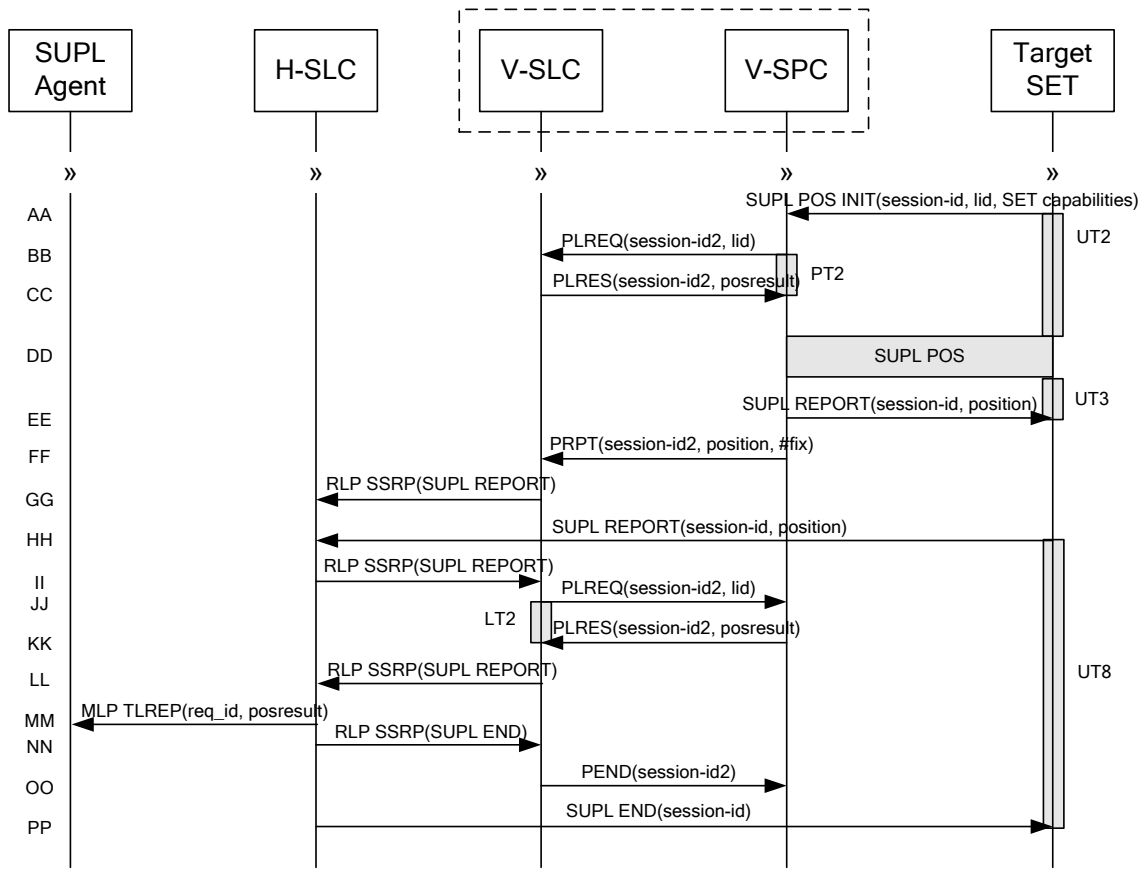 SUPL
Agent
H-SLC
V-SLC
V-SPC
Target
SET
» » » » »
AA
SUPL POS INIT(session-id, lid, SET capabilities)
UT2
BB
PLREQ(session-id2, lid)
PT2
CC
PLRES(session-id2, posresult)
DD
SUPL POS
UT3
EE
SUPL REPORT(session-id, position)
FF
PRPT(session-id2, position, #fix)
GG
RLP SSRP(SUPL REPORT)
HH
SUPL REPORT(session-id, position)
II
RLP SSRP(SUPL REPORT)
JJ
PLREQ(session-id2, lid)
LT2
KK
PLRES(session-id2, posresult)
LL
RLP SSRP(SUPL REPORT)
UT8
MM
MLP TLREP(req_id, posresult)
NN
RLP SSRP(SUPL END)
OO
PEND(session-id2)
PP
SUPL END(session-id)